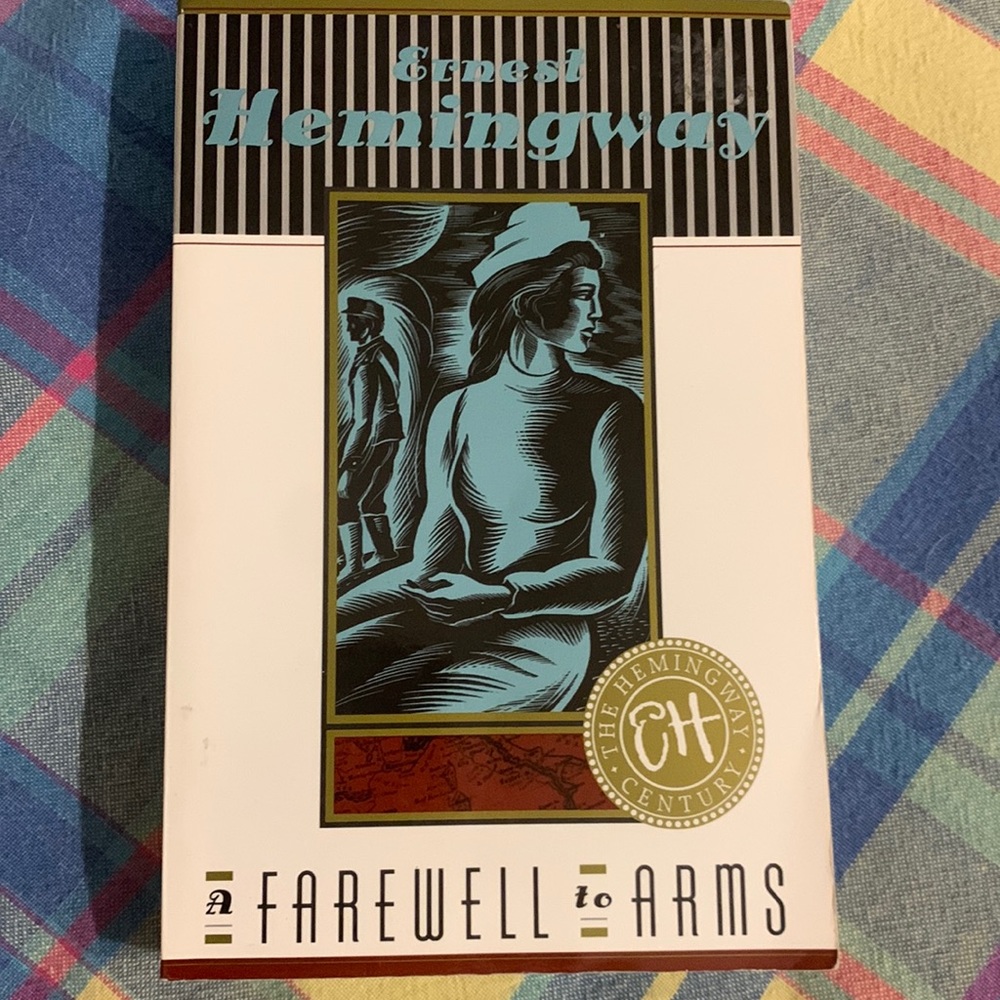 Ernest
Hemingway
THE HEMINGWAY
EH
CENTURY
A FAREWELL to ARMS